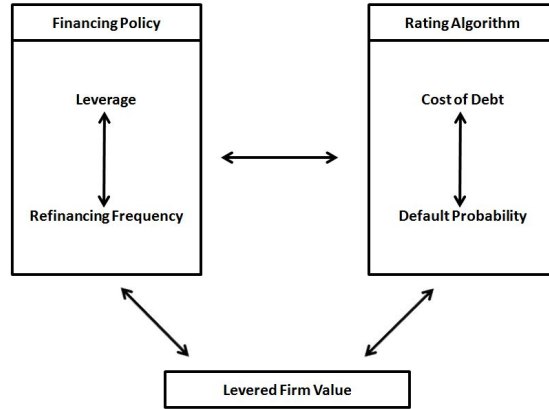 Financing Policy
Leverage
Refinancing Frequency
Rating Algorithm
Cost of Debt
Default Probability
Levered Firm Value